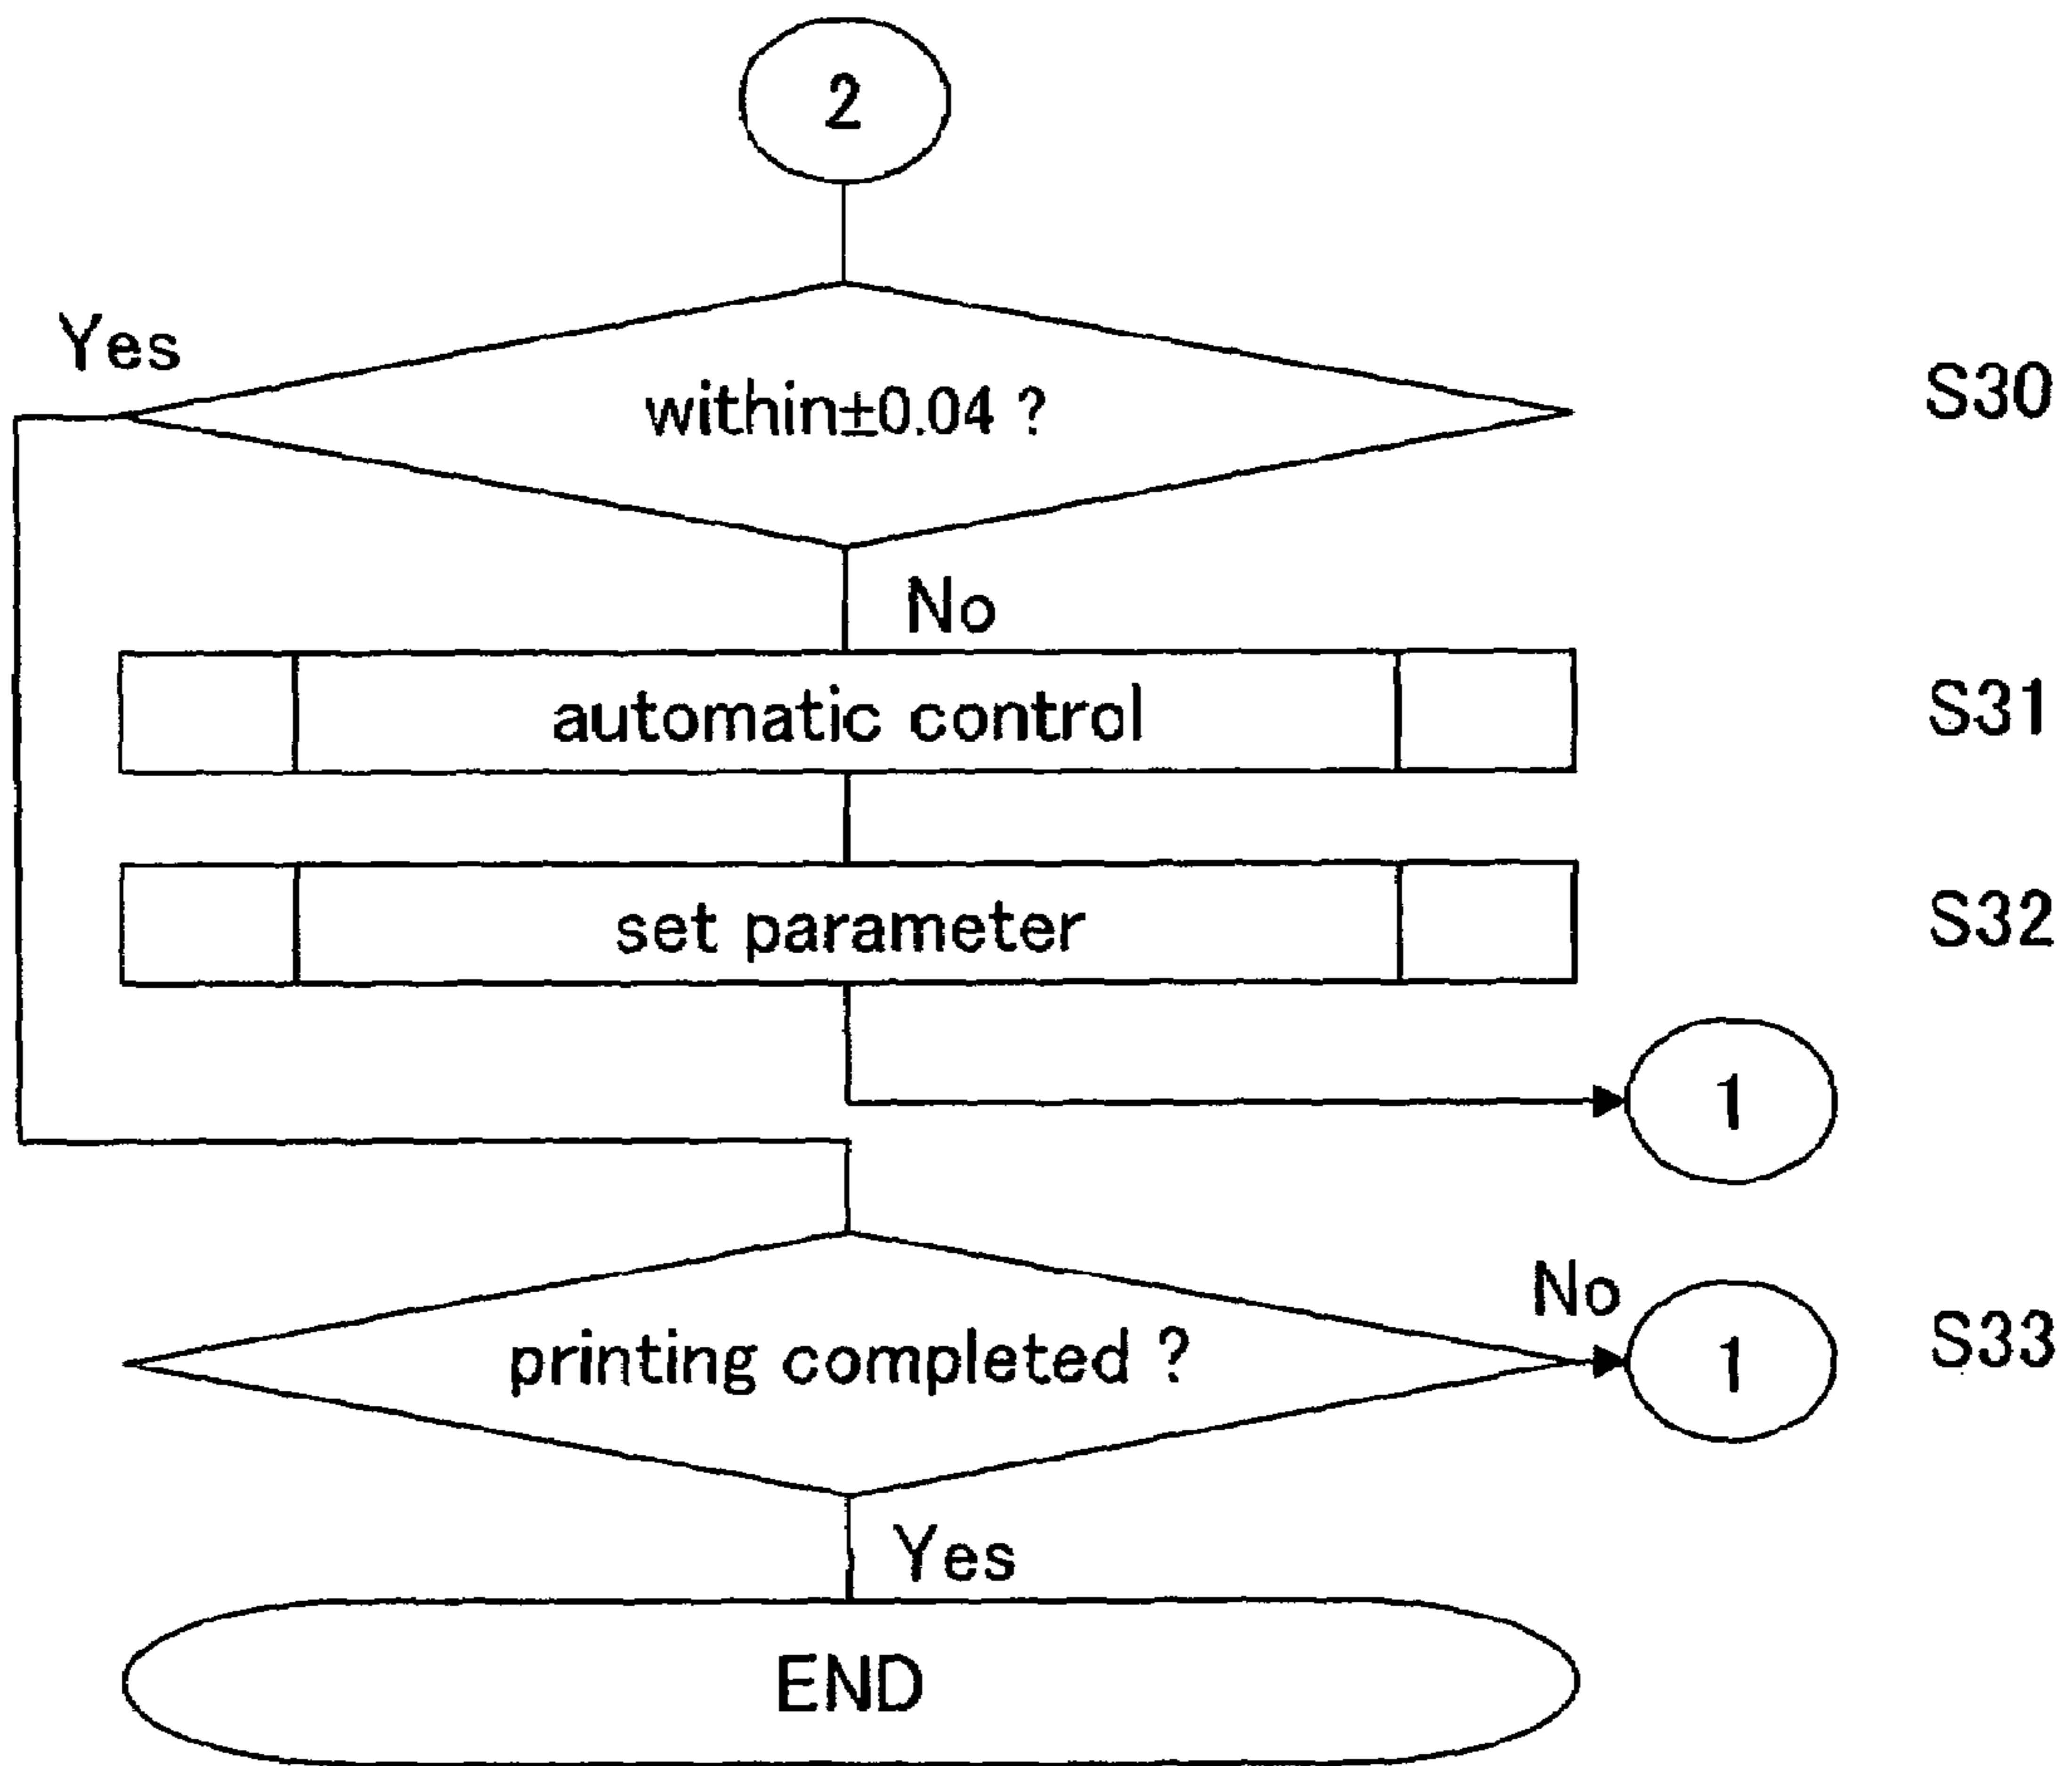 2
Yes
within±0.04 ?
S30
No
automatic control
S31
set parameter
S32
1
No
printing completed ?
1
S33
Yes
END